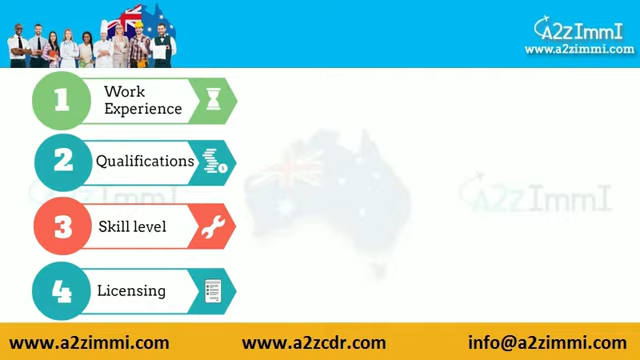 A2zImmI
www.a2zimmi.com
1
Work
Experience
2
Qualifications
3
Skill level
4
Licensing
A2zImmI
A2zImmI
www.a2zimmi.com
www.a2zcdr.com
info@a2zimmi.com